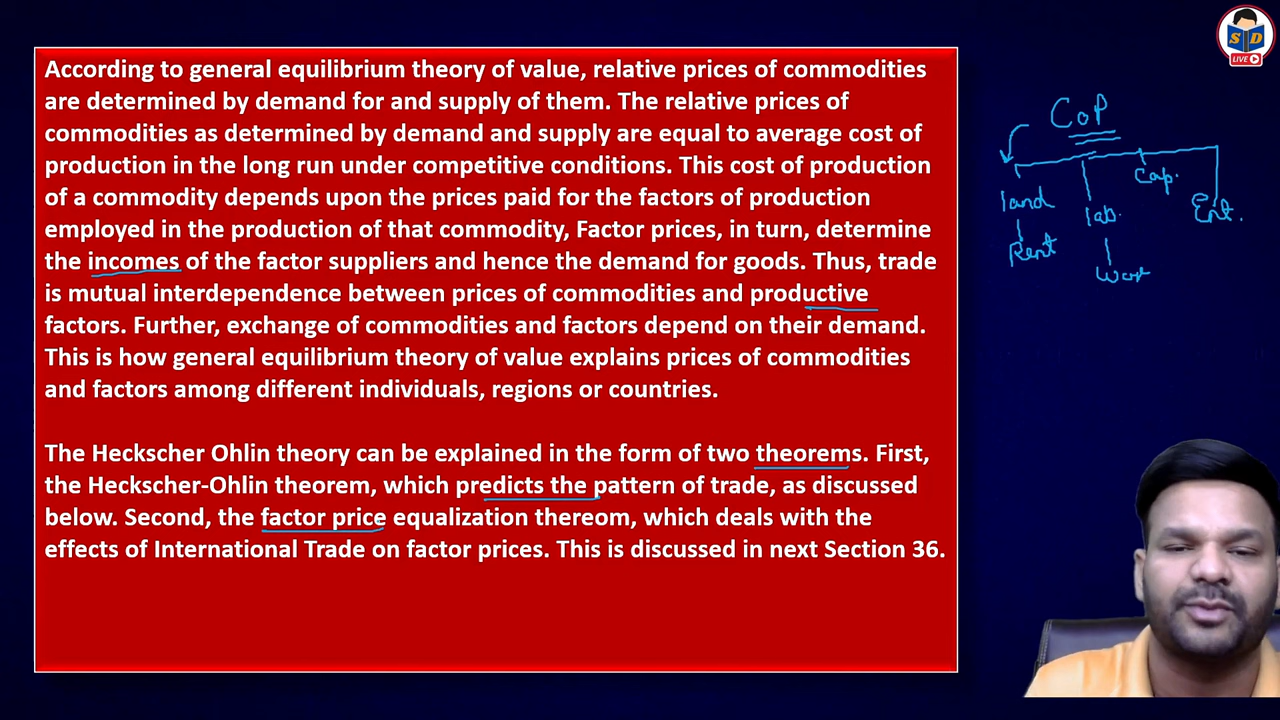 According to general equilibrium theory of value, relative prices of commodities
are determined by demand for and supply of them. The relative prices of
commodities as determined by demand and supply are equal to average cost of
production in the long run under competitive conditions. This cost of production
of a commodity depends upon the prices paid for the factors of production
employed in the production of that commodity, Factor prices, in turn, determine
the incomes of the factor suppliers and hence the demand for goods. Thus, trade
is mutual interdependence between prices of commodities and productive
factors. Further, exchange of commodities and factors depend on their demand.
This is how general equilibrium theory of value explains prices of commodities
and factors among different individuals, regions or countries.
The Heckscher Ohlin theory can be explained in the form of two theorems. First,
the Heckscher-Ohlin theorem, which predicts the pattern of trade, as discussed
below. Second, the factor price equalization thereom, which deals with the
effects of International Trade on factor prices. This is discussed in next Section 36.
S D
LIVE
CoP
land lab. Cap. Ent.
Rent